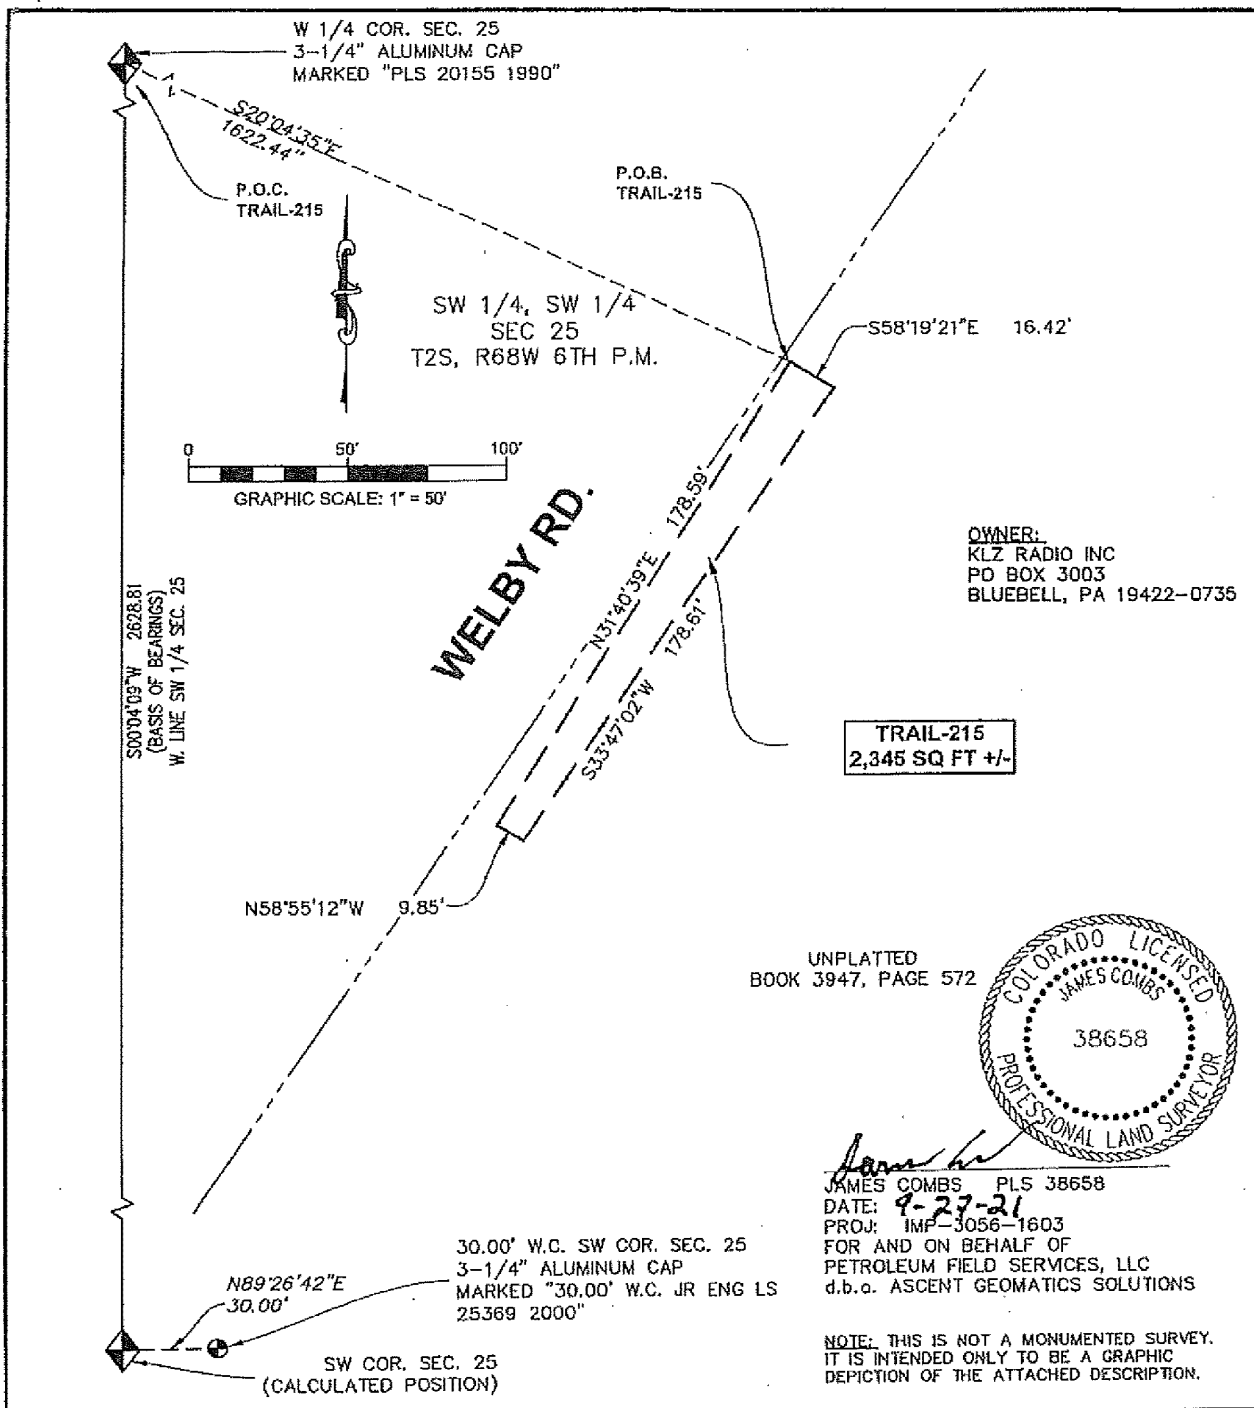 W 1/4 COR. SEC. 25
3-1/4" ALUMINUM CAP
MARKED "PLS 20155 1990"
S20°04'35"E
1622.44"
P.O.C.
TRAIL-215
P.O.B.
TRAIL-215
SW 1/4, SW 1/4
SEC 25
T2S, R68W 6TH P.M.
S58°19'21"E 16.42'
0 50' 100'
GRAPHIC SCALE: 1" = 50'
WELBY RD.
N31°40'39"E 178.59'
S33°47'02"W 178.61'
OWNER:
KLZ RADIO INC
PO BOX 3003
BLUEBELL, PA 19422-0735
S00°04'09"W 2628.81
(BASIS OF BEARINGS)
W. LINE SW 1/4 SEC. 25
TRAIL-215
2,345 SQ FT +/-
N58°55'12"W 9.85'
UNPLATTED
BOOK 3947, PAGE 572
COLORADO LICENSED
JAMES COMBS
38658
PROFESSIONAL LAND SURVEYOR
JAMES COMBS PLS 38658
DATE: 9-27-21
PROJ: IMP-3056-1603
FOR AND ON BEHALF OF
PETROLEUM FIELD SERVICES, LLC
d.b.a. ASCENT GEOMATICS SOLUTIONS
30.00' W.C. SW COR. SEC. 25
3-1/4" ALUMINUM CAP
MARKED "30.00' W.C. JR ENG LS
25369 2000"
N89°26'42"E
30.00'
SW COR. SEC. 25
(CALCULATED POSITION)
NOTE: THIS IS NOT A MONUMENTED SURVEY.
IT IS INTENDED ONLY TO BE A GRAPHIC
DEPICTION OF THE ATTACHED DESCRIPTION.